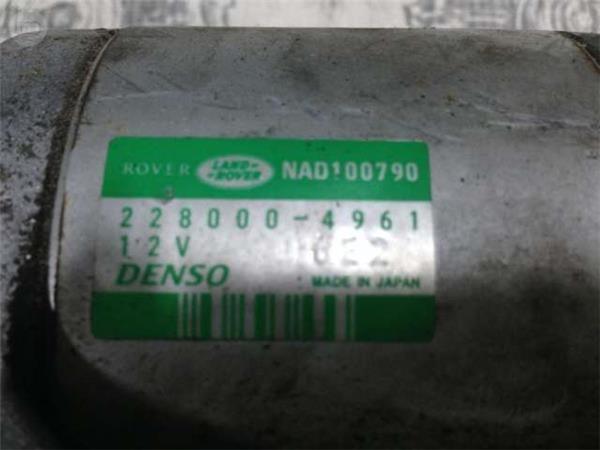 ROVER LAND-ROVER NAD100790
228000-4961
12V
DENSO MADE IN JAPAN